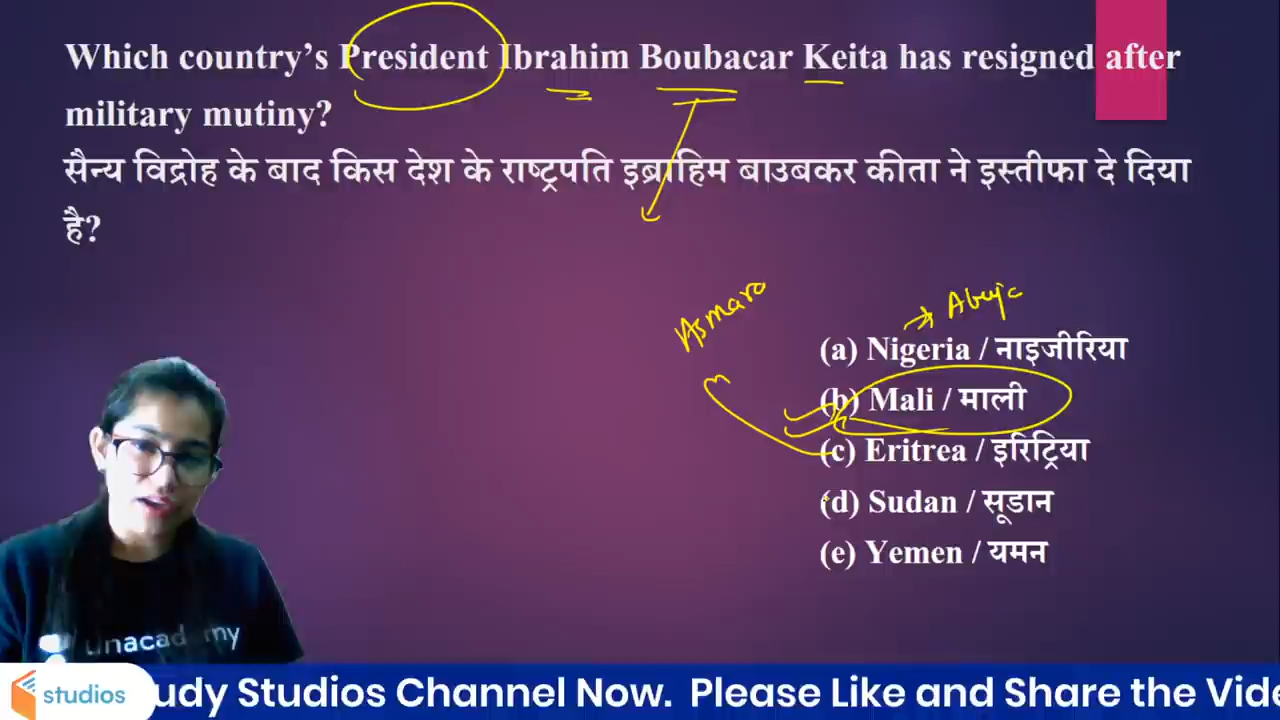 Which country's President Ibrahim Boubacar Keita has resigned after
military mutiny?
सैन्य विद्रोह के बाद किस देश के राष्ट्रपति इब्राहिम बाउबकर कीता ने इस्तीफा दे दिया
है?
Asmara
Abuja
(a) Nigeria / नाइजीरिया
(b) Mali / माली
(c) Eritrea / इरिट्रिया
(d) Sudan / सूडान
(e) Yemen / यमन
unacademy
studios
udy Studios Channel Now. Please Like and Share the Vide